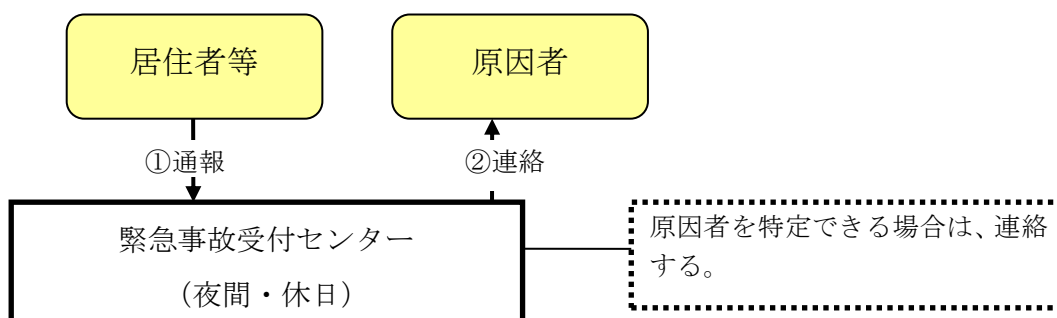 居住者等
原因者
①通報
②連絡
緊急事故受付センター
（夜間・休日）
原因者を特定できる場合は、連絡
する。